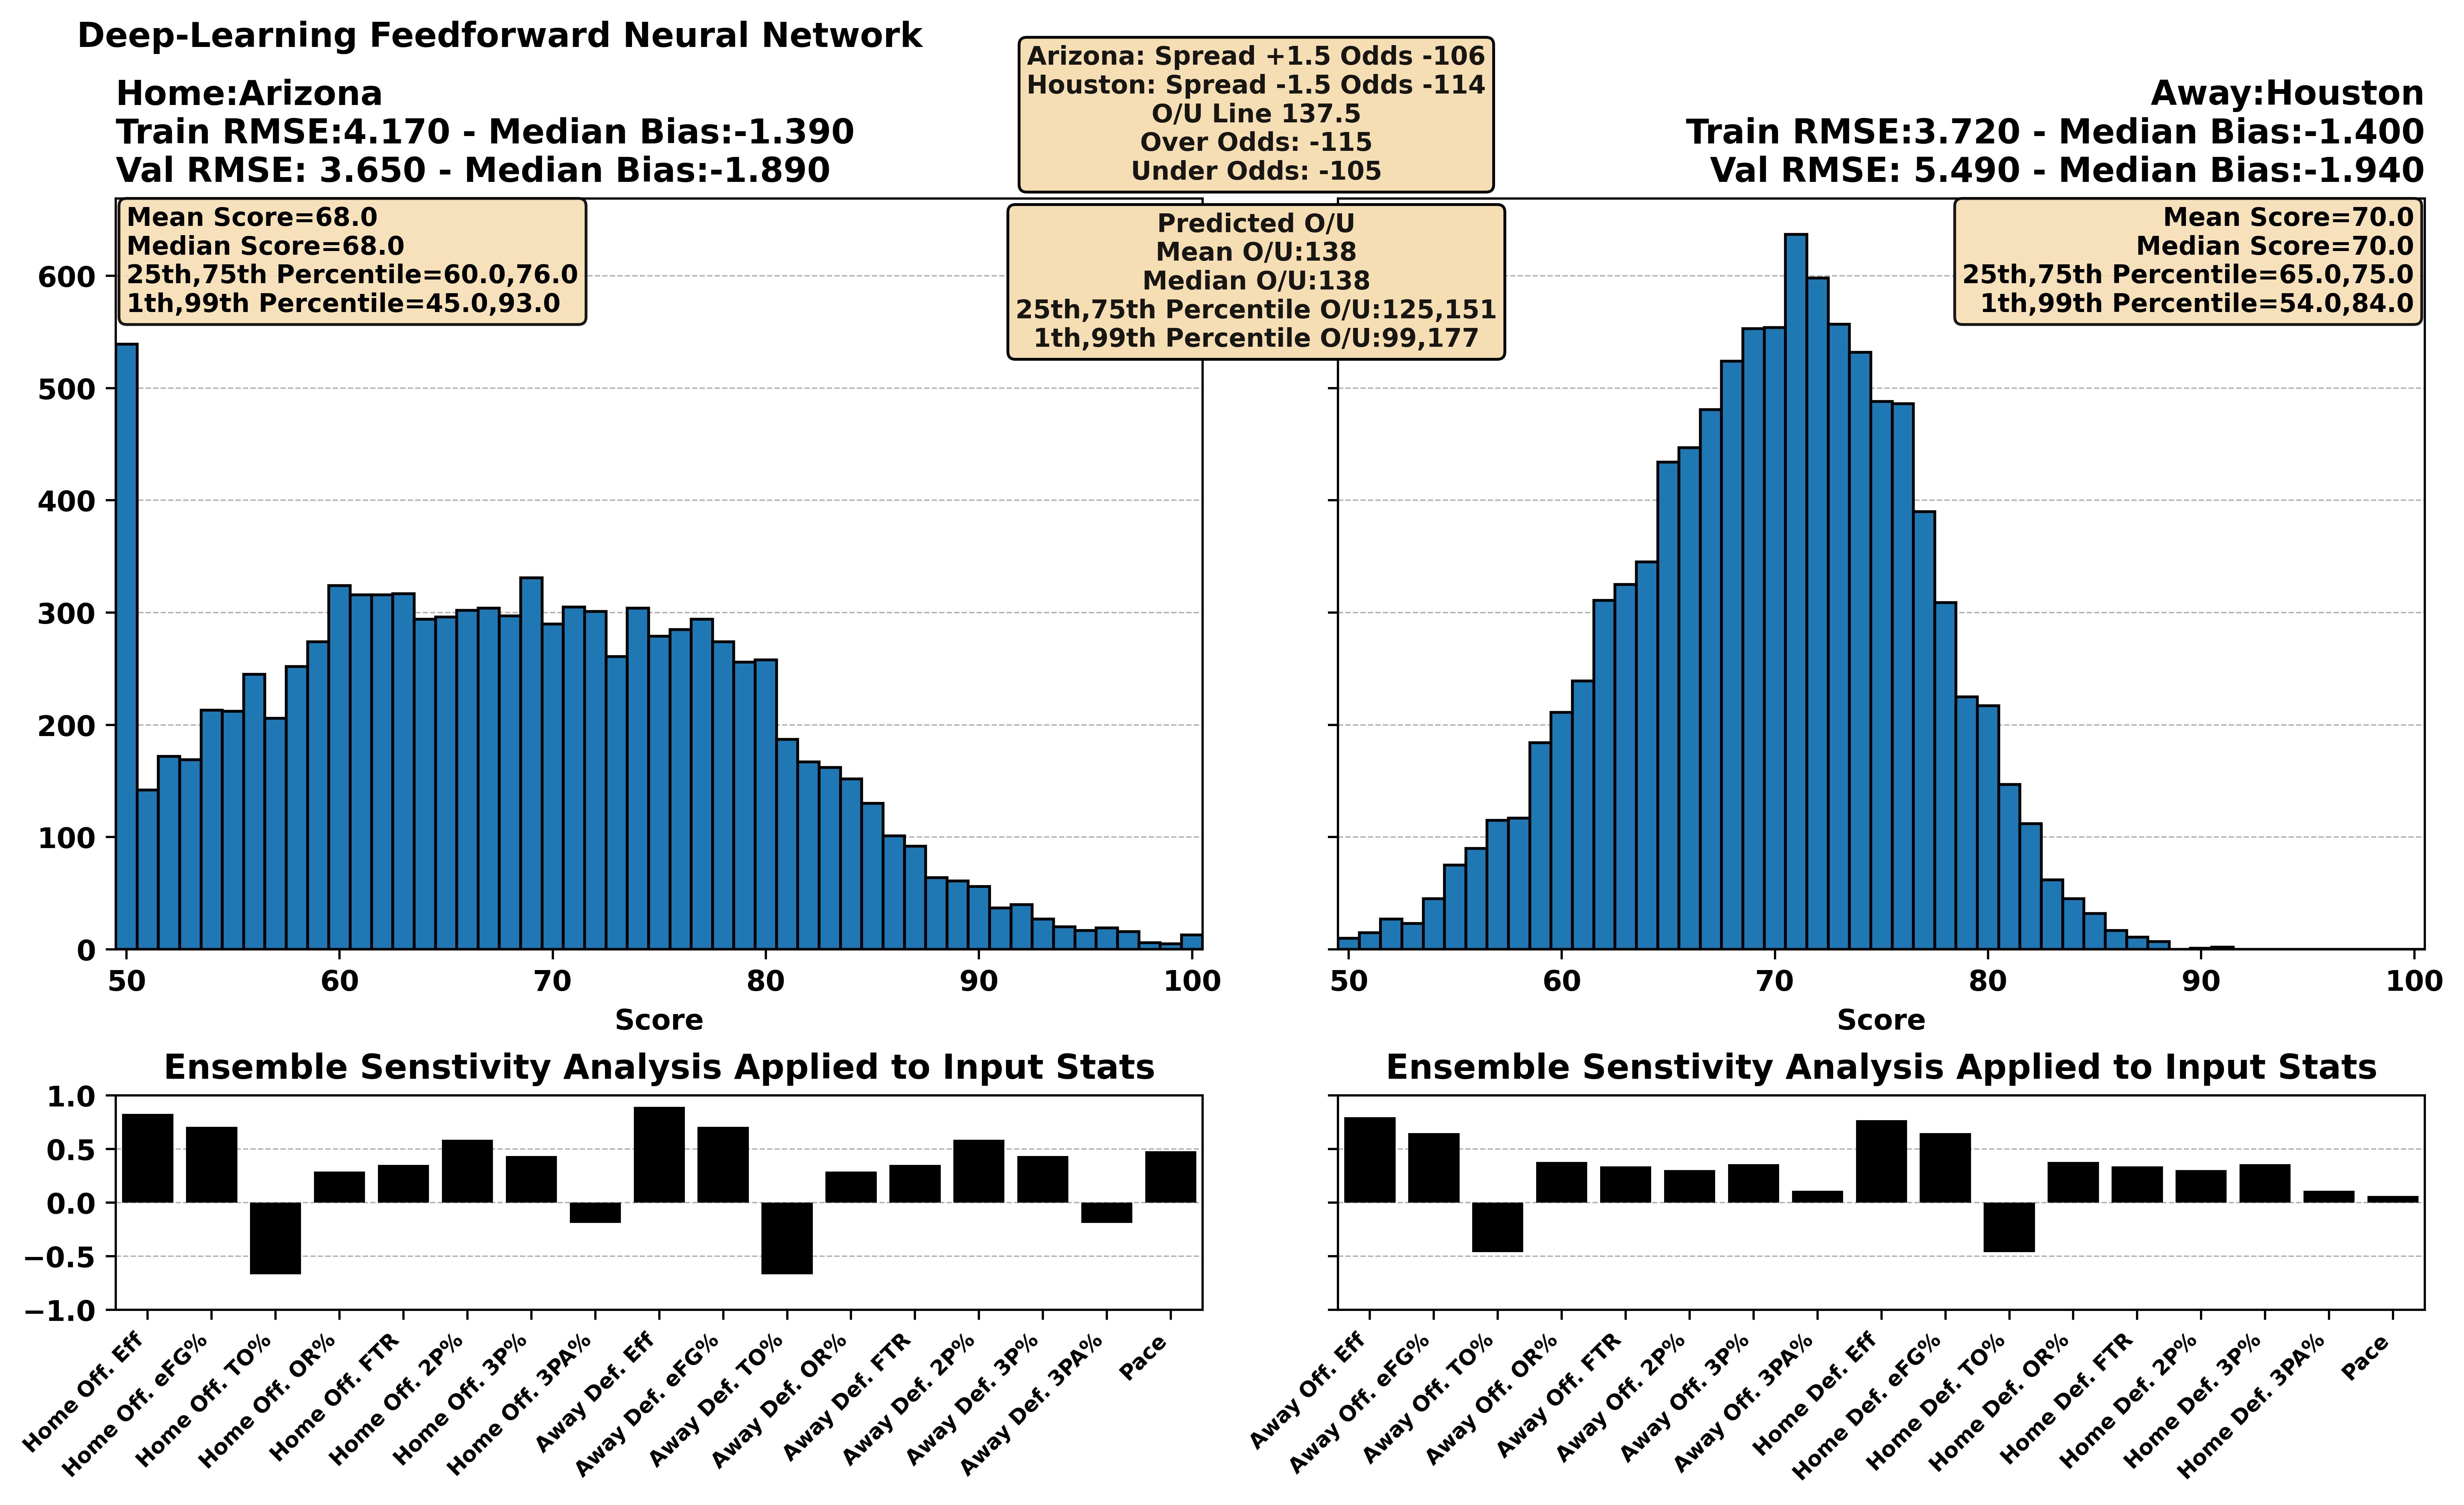 Deep-Learning Feedforward Neural Network
Home:Arizona
Train RMSE:4.170 - Median Bias:-1.390
Val RMSE: 3.650 - Median Bias:-1.890
Arizona: Spread +1.5 Odds -106
Houston: Spread -1.5 Odds -114
O/U Line 137.5
Over Odds: -115
Under Odds: -105
Away:Houston
Train RMSE:3.720 - Median Bias:-1.400
Val RMSE: 5.490 - Median Bias:-1.940
Mean Score=68.0
Median Score=68.0
25th,75th Percentile=60.0,76.0
1th,99th Percentile=45.0,93.0
Predicted O/U
Mean O/U:138
Median O/U:138
25th,75th Percentile O/U:125,151
1th,99th Percentile O/U:99,177
Mean Score=70.0
Median Score=70.0
25th,75th Percentile=65.0,75.0
1th,99th Percentile=54.0,84.0
600
500
400
300
200
100
0
50 60 70 80 90 100
Score
50 60 70 80 90 100
Score
Ensemble Senstivity Analysis Applied to Input Stats
1.0
0.5
0.0
−0.5
−1.0
Home Off. Eff
Home Off. eFG%
Home Off. TO%
Home Off. OR%
Home Off. FTR
Home Off. 2P%
Home Off. 3P%
Home Off. 3PA%
Away Def. Eff
Away Def. eFG%
Away Def. TO%
Away Def. OR%
Away Def. FTR
Away Def. 2P%
Away Def. 3P%
Away Def. 3PA%
Pace
Ensemble Senstivity Analysis Applied to Input Stats
Away Off. Eff
Away Off. eFG%
Away Off. TO%
Away Off. OR%
Away Off. FTR
Away Off. 2P%
Away Off. 3P%
Away Off. 3PA%
Home Def. Eff
Home Def. eFG%
Home Def. TO%
Home Def. OR%
Home Def. FTR
Home Def. 2P%
Home Def. 3P%
Home Def. 3PA%
Pace